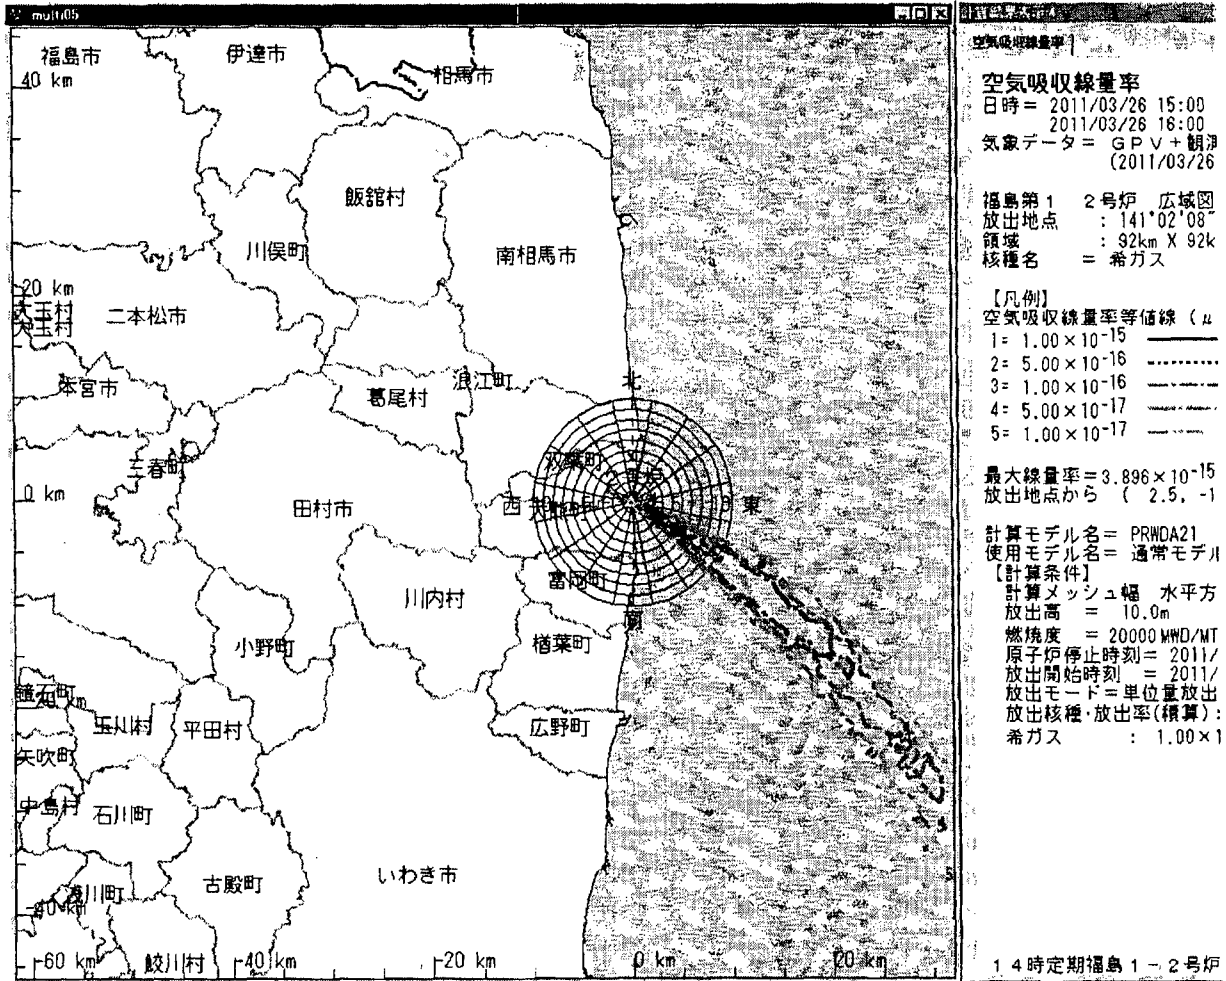 multi05
福島市
伊達市
相馬市
40 km
飯舘村
川俣町
南相馬市
20 km
大玉村
二本松市
本宮市
浪江町
葛尾村
北
三春町
双葉町
0 km
田村市
西
東
富岡町
川内村
南
小野町
楢葉町
玉川村
平田村
広野町
矢吹町
中島村
石川町
古殿町
いわき市
鮫川村
-60 km
-40 km
-20 km
0 km
20 km
空気吸収線量率
空気吸収線量率
日時= 2011/03/26 15:00
2011/03/26 16:00
気象データ= GPV+観測
(2011/03/26
福島第1 2号炉 広域図
放出地点 : 141°02'08"
領域 : 92km X 92k
核種名 = 希ガス
【凡例】
空気吸収線量率等値線 (μ
1= 1.00×10-15
2= 5.00×10-16
3= 1.00×10-16
4= 5.00×10-17
5= 1.00×10-17
最大線量率=3.896×10-15
放出地点から ( 2.5, -1
計算モデル名= PRWDA21
使用モデル名= 通常モデル
【計算条件】
計算メッシュ幅 水平方
放出高 = 10.0m
燃焼度 = 20000MWD/MT
原子炉停止時刻= 2011/
放出開始時刻 = 2011/
放出モード=単位量放出
放出核種・放出率(積算):
希ガス : 1.00×1
14時定期福島1-2号炉